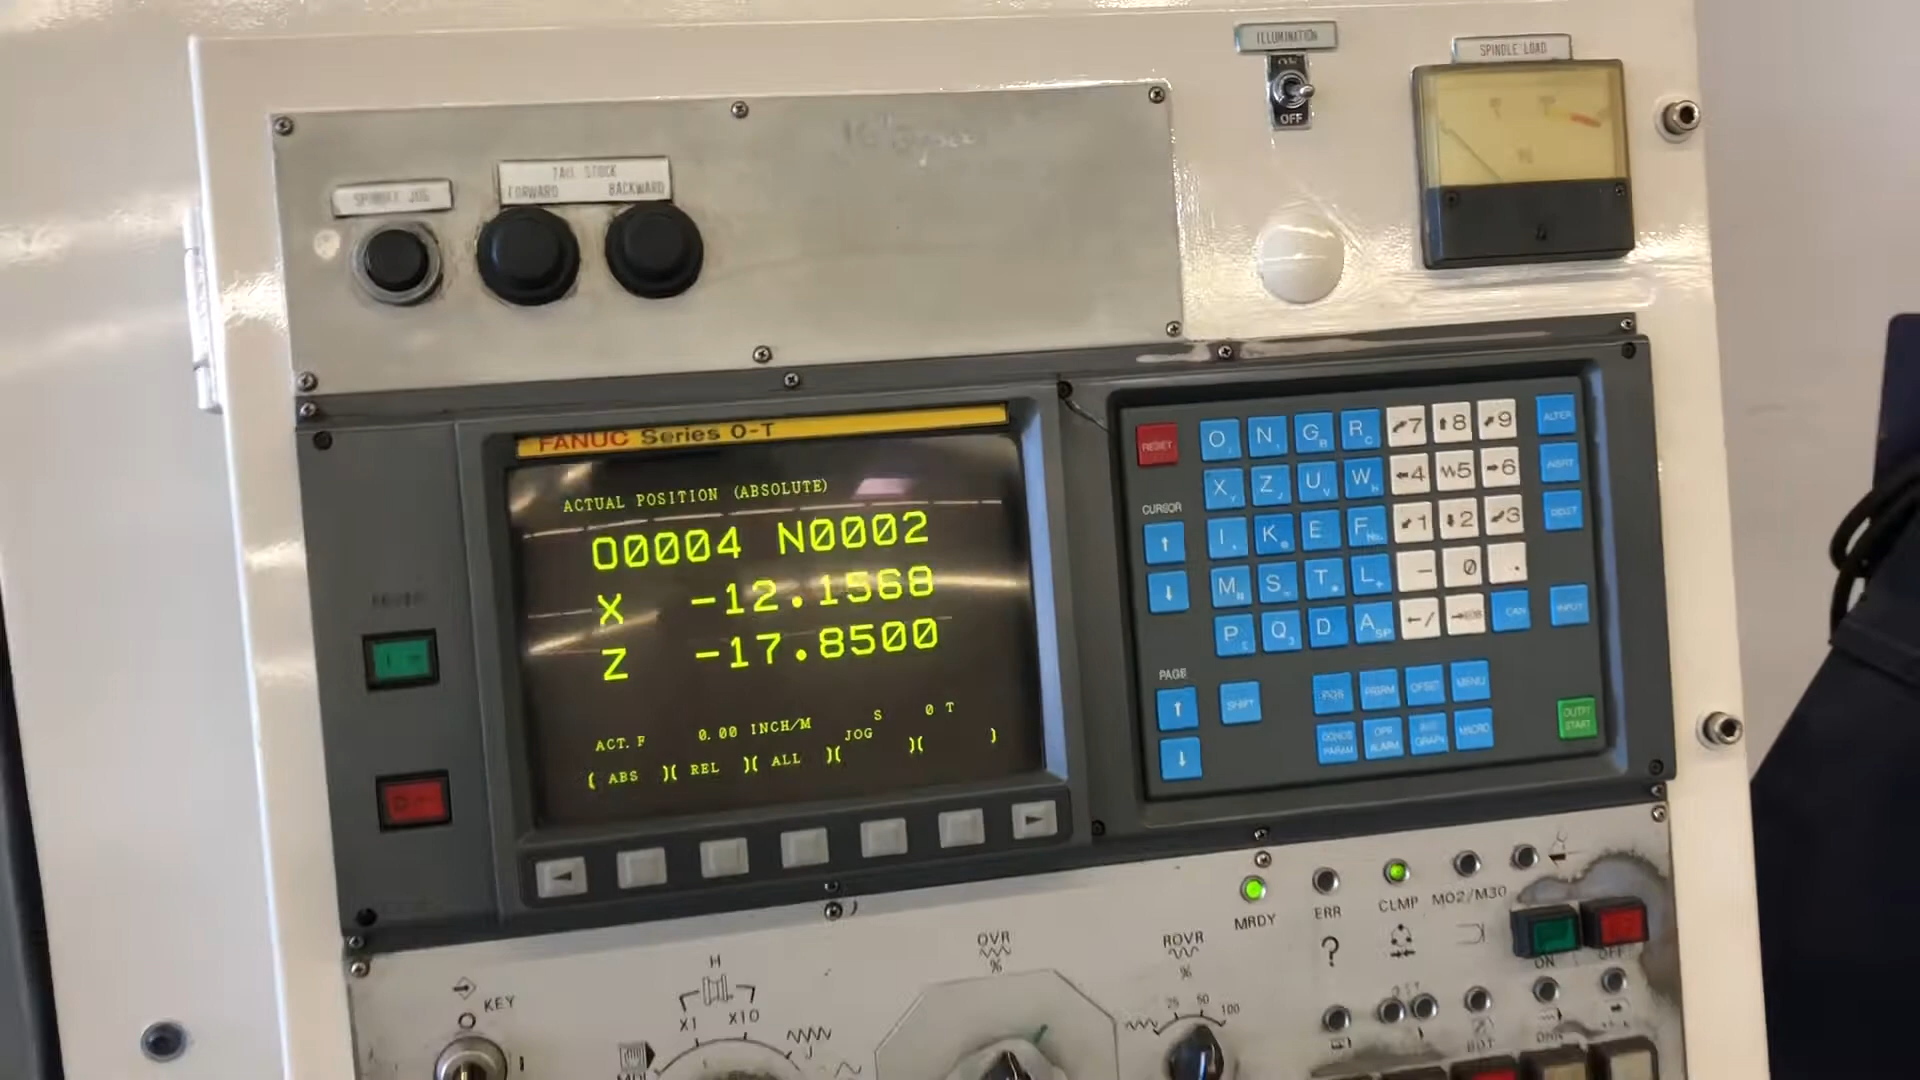 ILLUMINATION
ON
OFF
SPINDLE LOAD
SPINDLE JOG
TAIL STOCK
FORWARD BACKWARD
FANUC Series O-T
ACTUAL POSITION (ABSOLUTE)
O0004 N0002
X -12.1568
Z -17.8500
ACT. F 0.00 INCH/M S 0 T
JOG
( ABS )( REL )( ALL )( )( )
RESET
O N G R 7 8 9 ALTER
X Z U W 4 5 6 INSRT
CURSOR
I K E F 1 2 3 DELET
M S T L - 0 .
P Q D A / EOB CAN INPUT
PAGE
SHIFT
POS PRGRM OFSET MENU
DGNOS PARAM OPR ALARM AUX GRAPH MACRO
OUTPT START
MRDY ERR CLMP M02/M30
?
ON OFF
KEY
H
X1 X10
OVR
%
ROVR
%
25 50 100
MDI
J